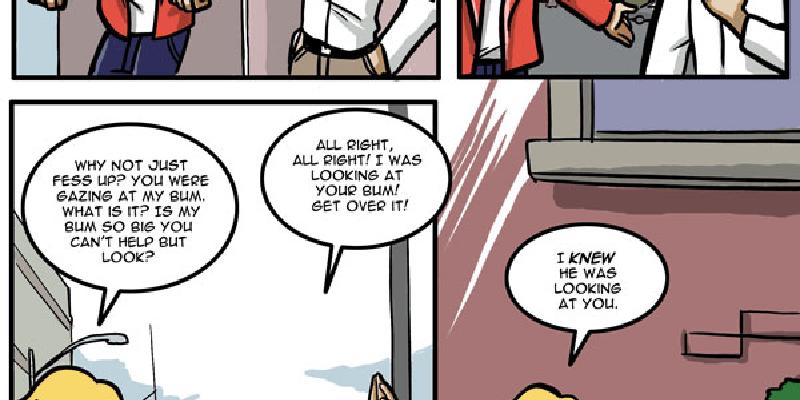 WHY NOT JUST
FESS UP? YOU WERE
GAZING AT MY BUM.
WHAT IS IT? IS MY
BUM SO BIG YOU
CAN'T HELP BUT
LOOK?
ALL RIGHT,
ALL RIGHT! I WAS
LOOKING AT
YOUR BUM!
GET OVER IT!
I KNEW
HE WAS
LOOKING
AT YOU.